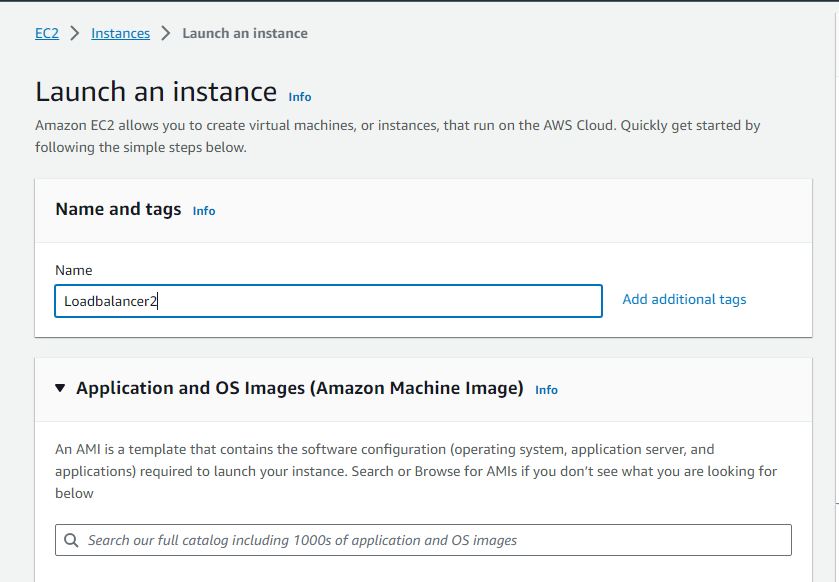 EC2 > Instances > Launch an instance
Launch an instance Info
Amazon EC2 allows you to create virtual machines, or instances, that run on the AWS Cloud. Quickly get started by
following the simple steps below.
Name and tags Info
Name
Loadbalancer2
Add additional tags
Application and OS Images (Amazon Machine Image) Info
An AMI is a template that contains the software configuration (operating system, application server, and
applications) required to launch your instance. Search or Browse for AMIs if you don’t see what you are looking for
below
Search our full catalog including 1000s of application and OS images